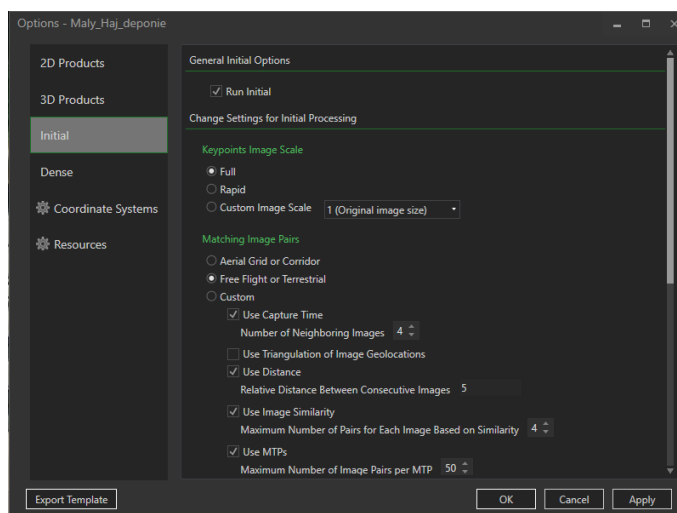 Options - Maly_Haj_deponie
2D Products
3D Products
Initial
Dense
Coordinate Systems
Resources
General Initial Options
Run Initial
Change Settings for Initial Processing
Keypoints Image Scale
Full
Rapid
Custom Image Scale 1 (Original image size)
Matching Image Pairs
Aerial Grid or Corridor
Free Flight or Terrestrial
Custom
Use Capture Time
Number of Neighboring Images 4
Use Triangulation of Image Geolocations
Use Distance
Relative Distance Between Consecutive Images 5
Use Image Similarity
Maximum Number of Pairs for Each Image Based on Similarity 4
Use MTPs
Maximum Number of Image Pairs per MTP 50
Export Template
OK Cancel Apply